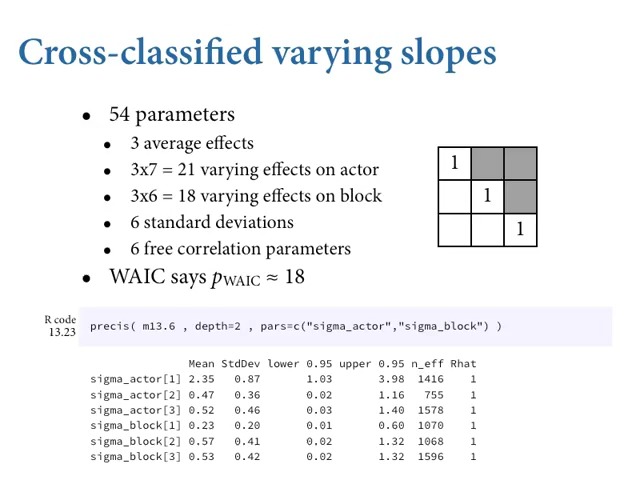 Cross-classified varying slopes
• 54 parameters
• 3 average effects
• 3x7 = 21 varying effects on actor
• 3x6 = 18 varying effects on block
• 6 standard deviations
• 6 free correlation parameters
• WAIC says pWAIC ≈ 18
1
1
1
R code
13.23
precis( m13.6 , depth=2 , pars=c("sigma_actor","sigma_block") )
Mean StdDev lower 0.95 upper 0.95 n_eff Rhat
sigma_actor[1] 2.35 0.87 1.03 3.98 1416 1
sigma_actor[2] 0.47 0.36 0.02 1.16 755 1
sigma_actor[3] 0.52 0.46 0.03 1.40 1578 1
sigma_block[1] 0.23 0.20 0.01 0.60 1070 1
sigma_block[2] 0.57 0.41 0.02 1.32 1068 1
sigma_block[3] 0.53 0.42 0.02 1.32 1596 1